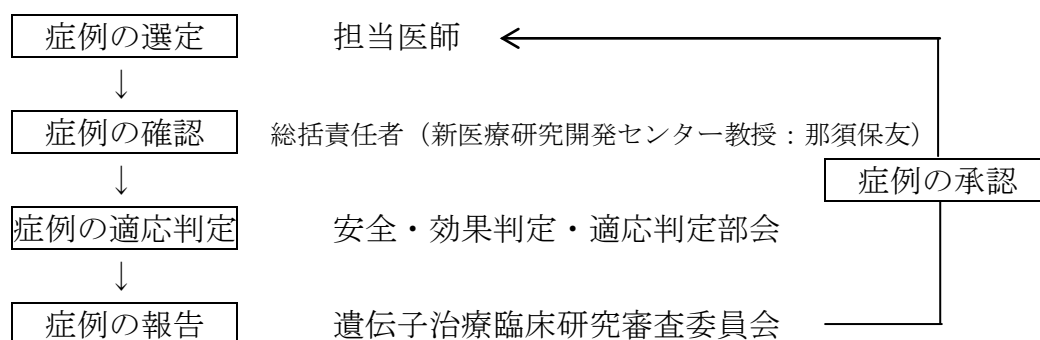 症例の選定 担当医師
↓
症例の確認 総括責任者（新医療研究開発センター教授：那須保友）
症例の承認
↓
症例の適応判定 安全・効果判定・適応判定部会
↓
症例の報告 遺伝子治療臨床研究審査委員会